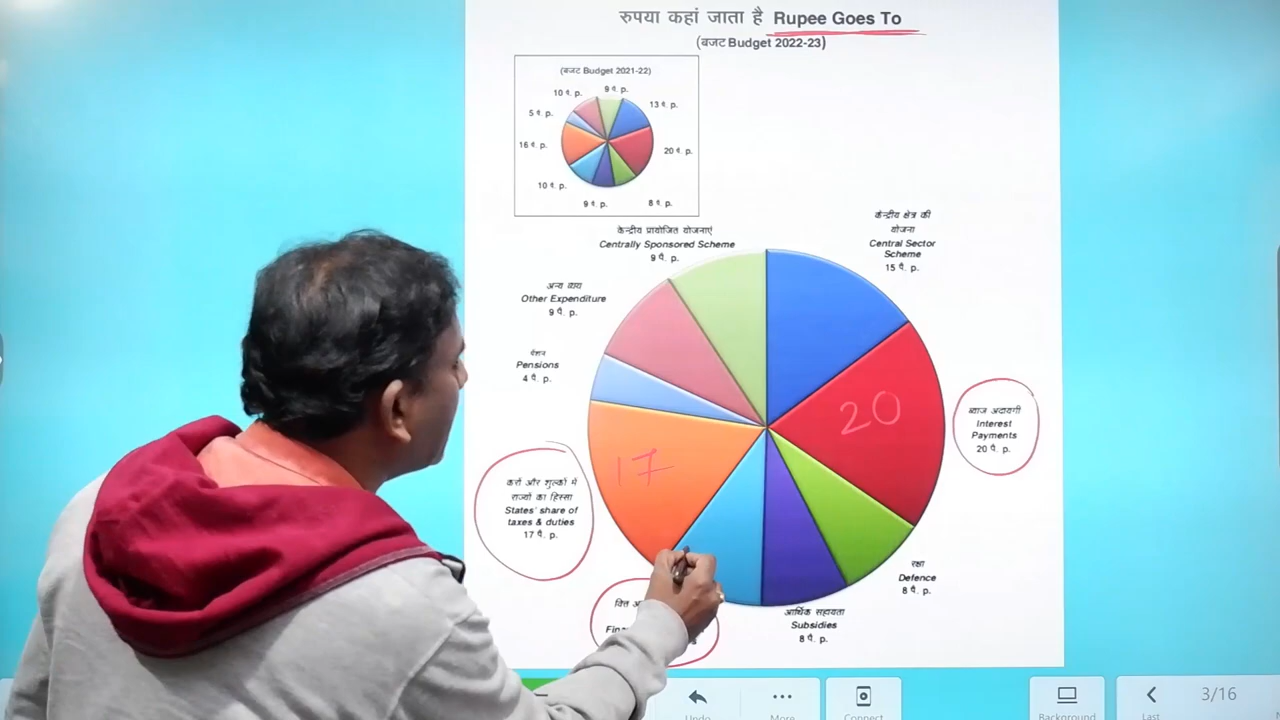 रुपया कहां जाता है Rupee Goes To
(बजट Budget 2022-23)
(बजट Budget 2021-22)
10 पै. p.
9 पै. p.
13 पै. p.
5 पै. p.
16 पै. p.
20 पै. p.
10 पै. p.
9 पै. p.
8 पै. p.
केन्द्रीय प्रायोजित योजनाएं
Centrally Sponsored Scheme
9 पै. p.
केन्द्रीय क्षेत्र की
योजना
Central Sector
Scheme
15 पै. p.
अन्य व्यय
Other Expenditure
9 पै. p.
पेंशन
Pensions
4 पै. p.
20
ब्याज अदायगी
Interest
Payments
20 पै. p.
17
करों और शुल्कों में
राज्यों का हिस्सा
States' share of
taxes & duties
17 पै. p.
रक्षा
Defence
8 पै. p.
वित्त
आर्थिक सहायता
Subsidies
8 पै. p.
Undo
More
Connect
Background
Last
3/16